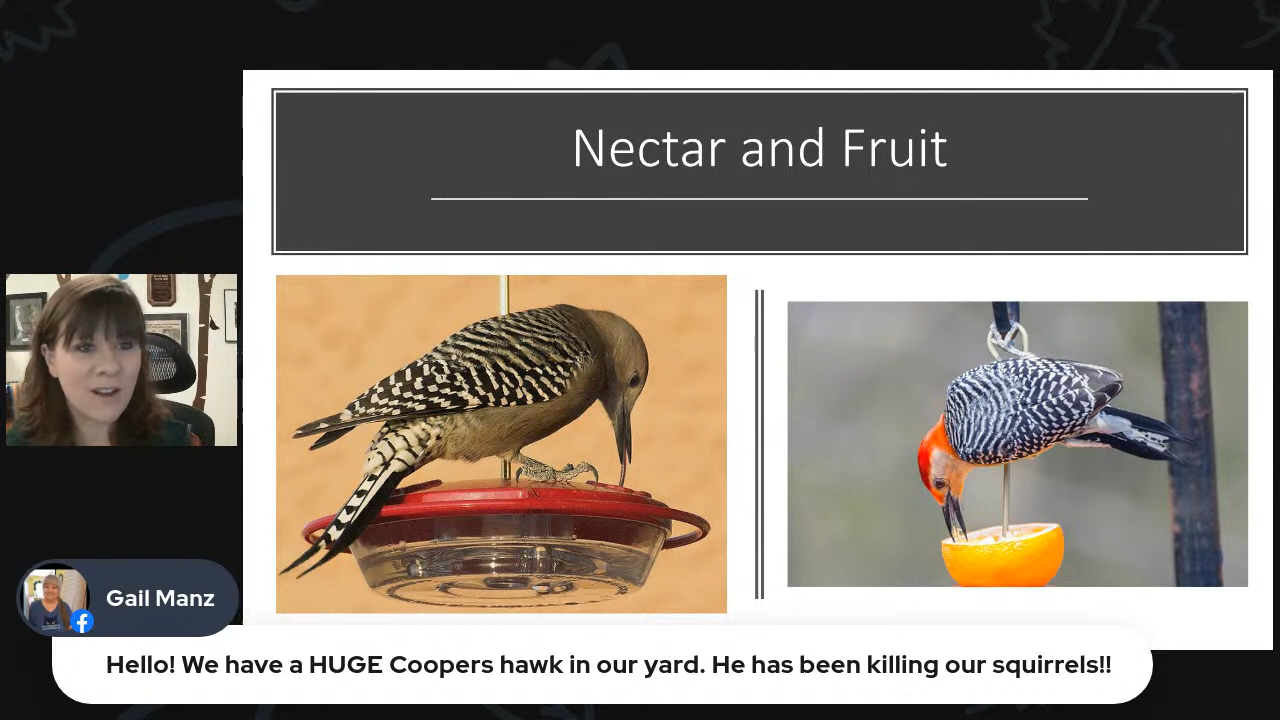 Nectar and Fruit
Gail Manz
Hello! We have a HUGE Coopers hawk in our yard. He has been killing our squirrels!!